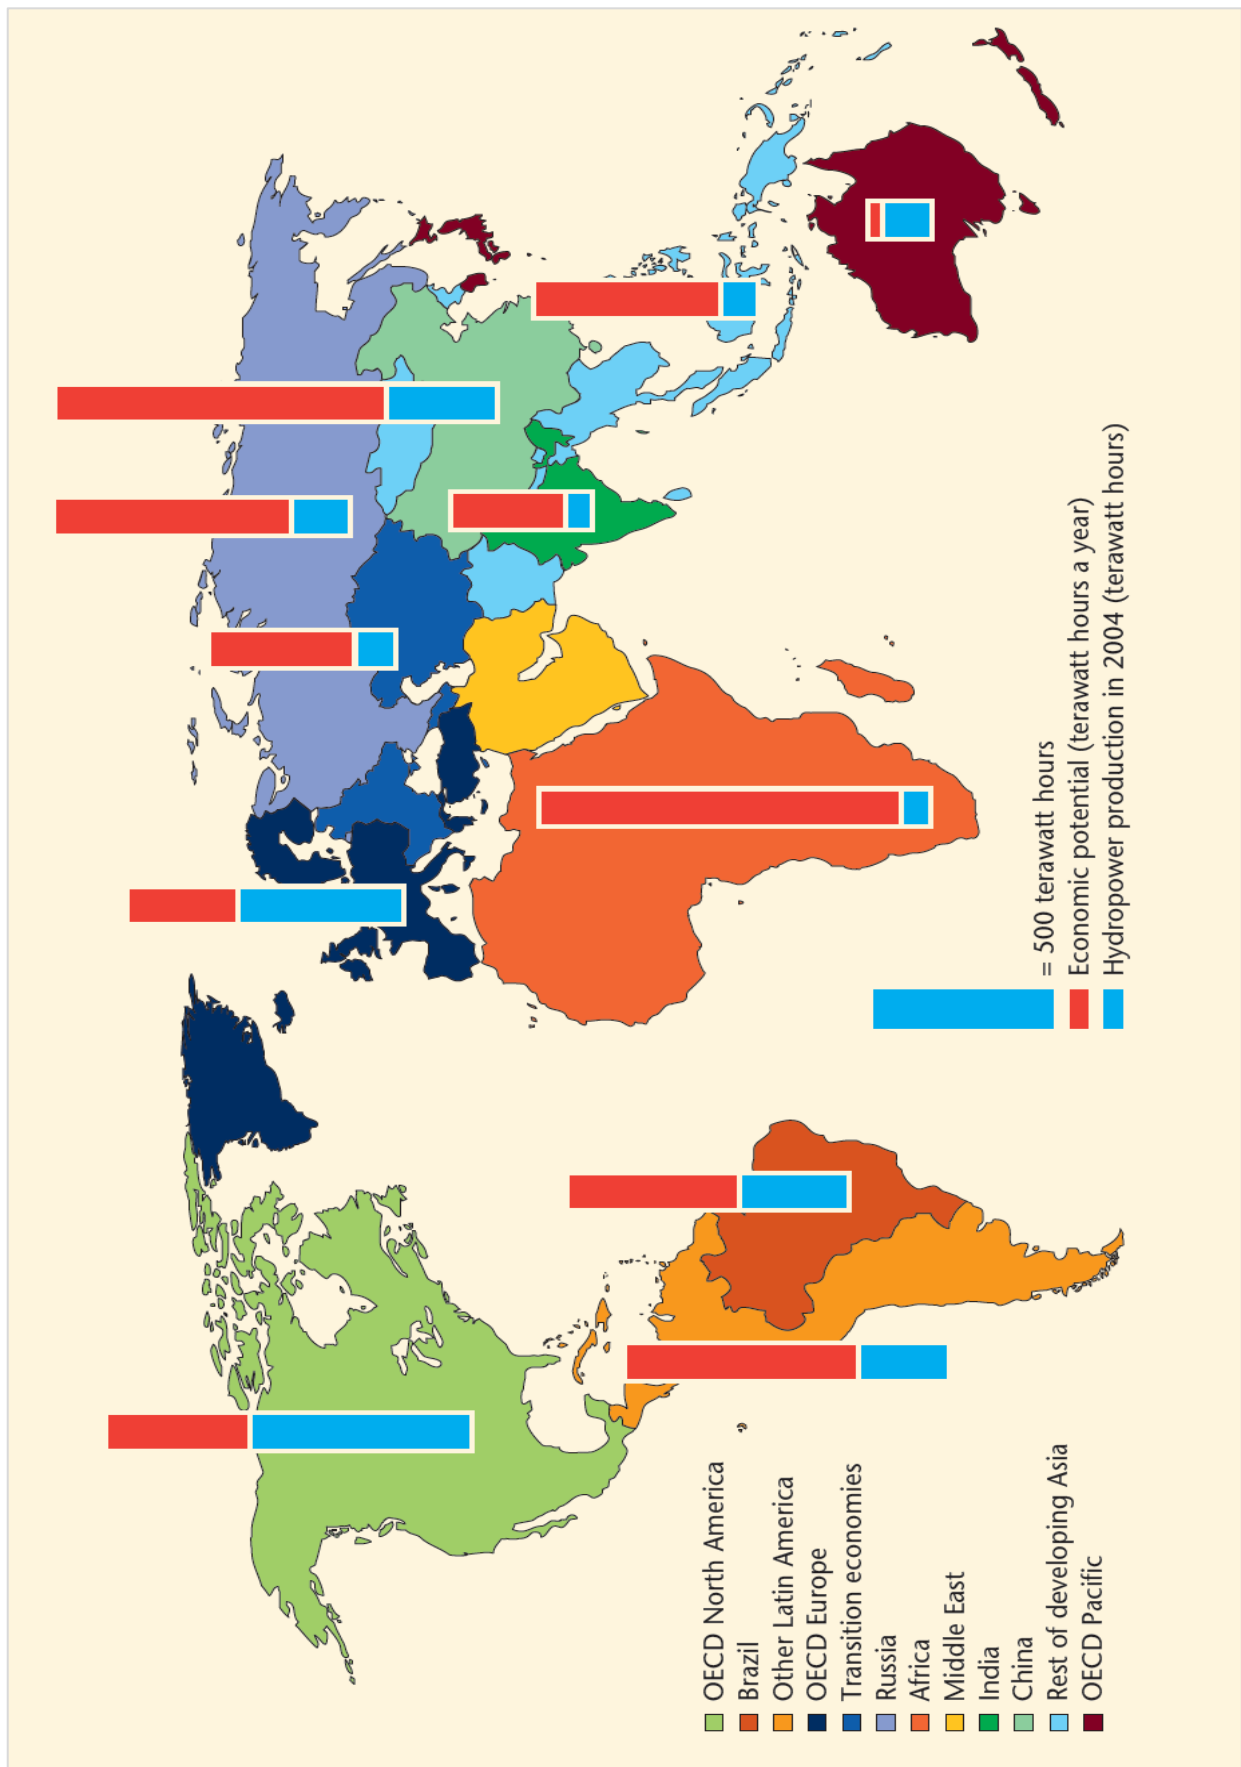 OECD North America
Brazil
Other Latin America
OECD Europe
Transition economies
Russia
Africa
Middle East
India
China
Rest of developing Asia
OECD Pacific
= 500 terawatt hours
Economic potential (terawatt hours a year)
Hydropower production in 2004 (terawatt hours)